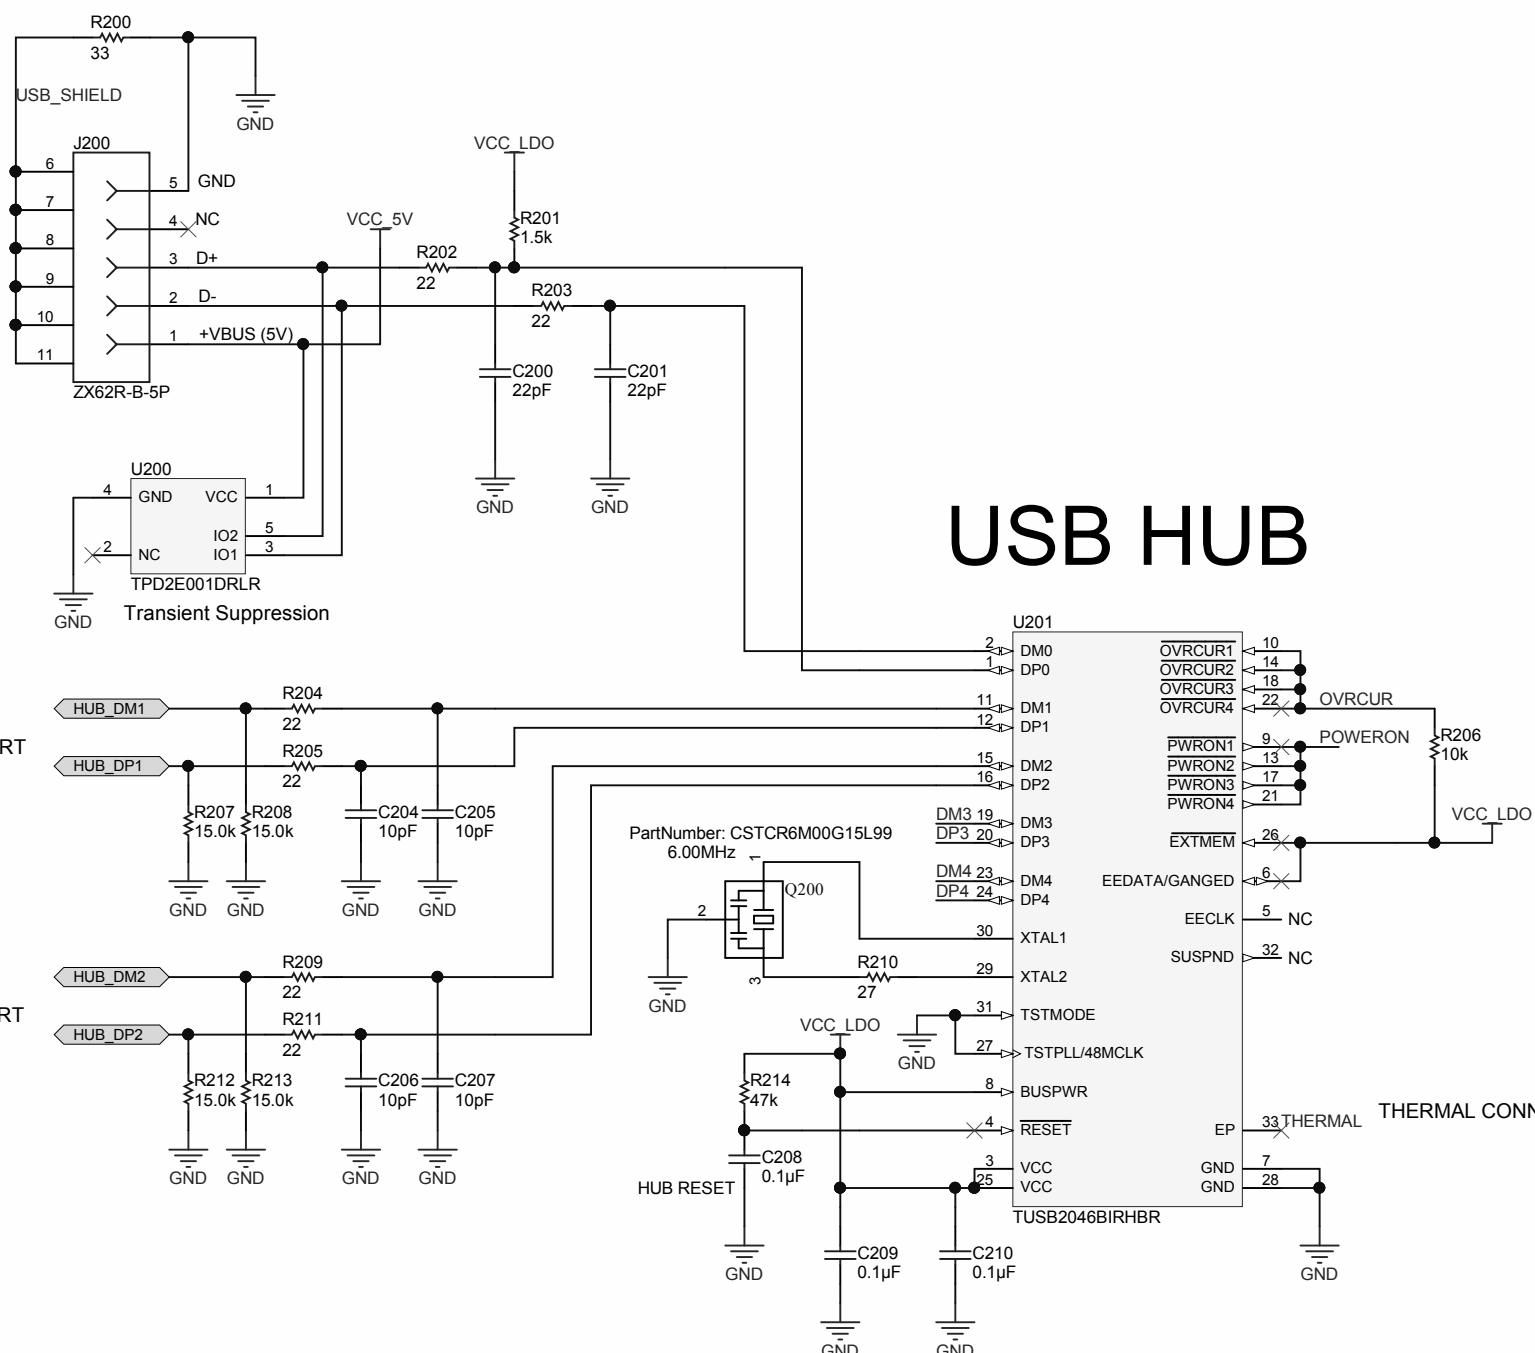 R200
33
USB_SHIELD
GND
J200
6
7
8
9
10
11
5 GND
4 NC
3 D+
2 D-
1 +VBUS (5V)
ZX62R-B-5P
VCC_5V
VCC_LDO
R201
1.5k
R202
22
R203
22
C200
22pF
C201
22pF
GND
GND
U200
4 GND VCC 1
IO2 5
2 NC IO1 3
TPD2E001DRLR
GND
Transient Suppression
USB HUB
HUB_DM1
R204
22
RT
HUB_DP1
R205
22
R207
15.0k
R208
15.0k
C204
10pF
C205
10pF
GND
GND
GND
GND
HUB_DM2
R209
22
RT
HUB_DP2
R211
22
R212
15.0k
R213
15.0k
C206
10pF
C207
10pF
GND
GND
GND
GND
PartNumber: CSTCR6M00G15L99
6.00MHz
1
Q200
2
3
GND
R210
27
GND
VCC_LDO
R214
47k
C208
0.1µF
HUB RESET
GND
C209
0.1µF
C210
0.1µF
GND
GND
U201
2 DM0
1 DP0
11 DM1
12 DP1
15 DM2
16 DP2
DM3 19 DM3
DP3 20 DP3
DM4 23 DM4
DP4 24 DP4
30 XTAL1
29 XTAL2
31 TSTMODE
27 TSTPLL/48MCLK
8 BUSPWR
4 RESET
3 VCC
25 VCC
OVRCUR1 10
OVRCUR2 14
OVRCUR3 18
OVRCUR4 22 OVRCUR
PWRON1 9 POWERON
PWRON2 13
PWRON3 17
PWRON4 21
EXTMEM 26
EEDATA/GANGED 6
EECLK 5 NC
SUSPND 32 NC
EP 33 THERMAL
GND 7
GND 28
TUSB2046BIRHBR
R206
10k
VCC_LDO
THERMAL CONN
GND